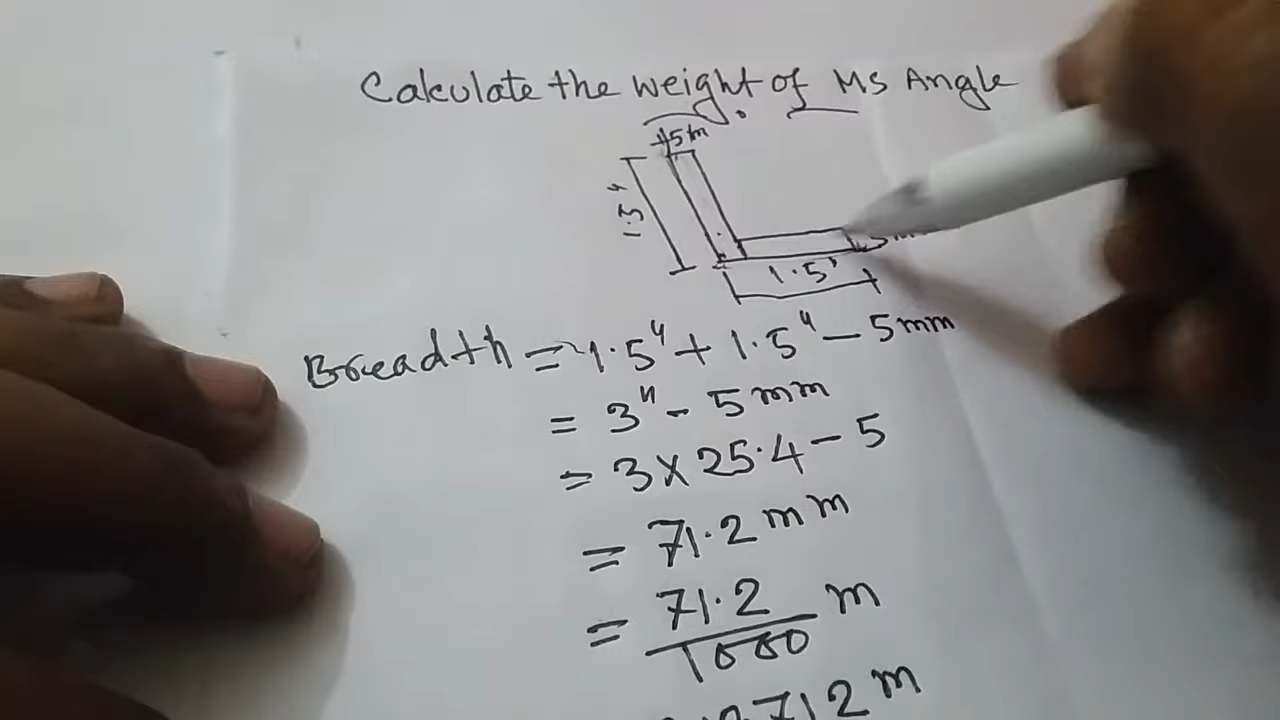 Calculate the weight of MS Angle
5m
1.5"
1.5"
Breadth = 1.5" + 1.5" - 5mm
= 3" - 5mm
= 3 x 25.4 - 5
= 71.2 mm
= 71.2/1000 m
712 m